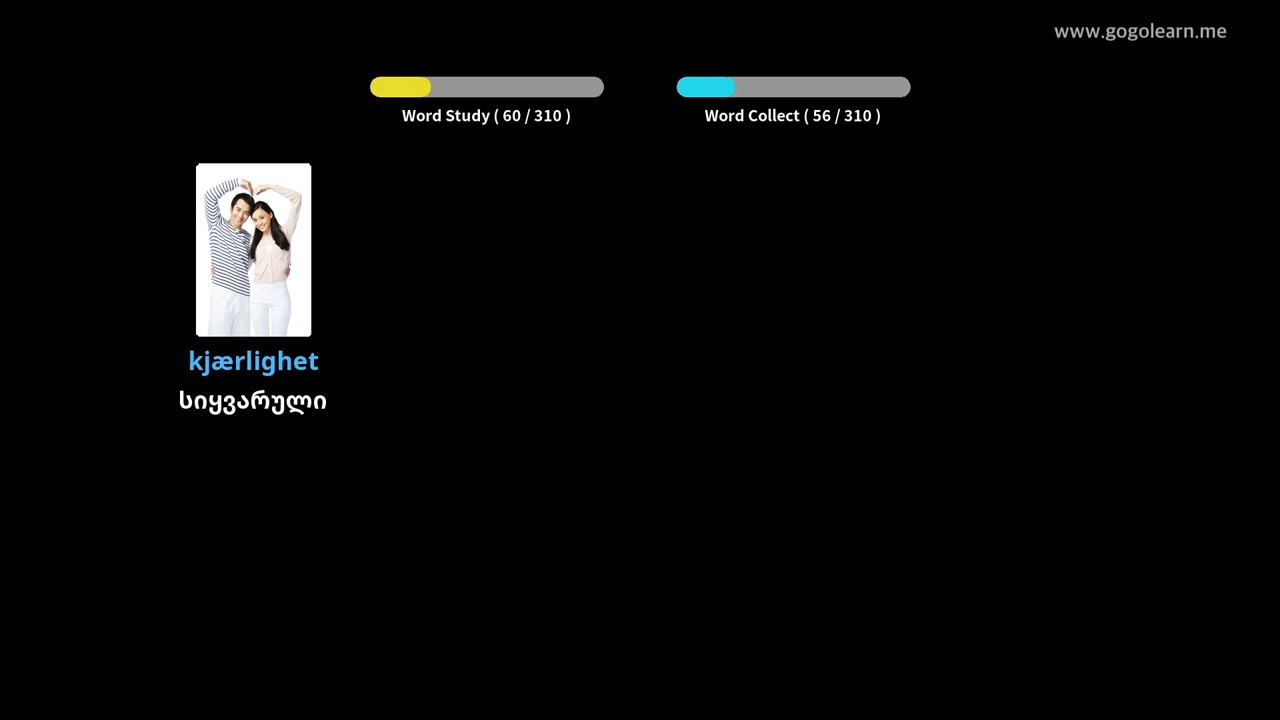 www.gogolearn.me
Word Study ( 60 / 310 )
Word Collect ( 56 / 310 )
kjærlighet
სიყვარული